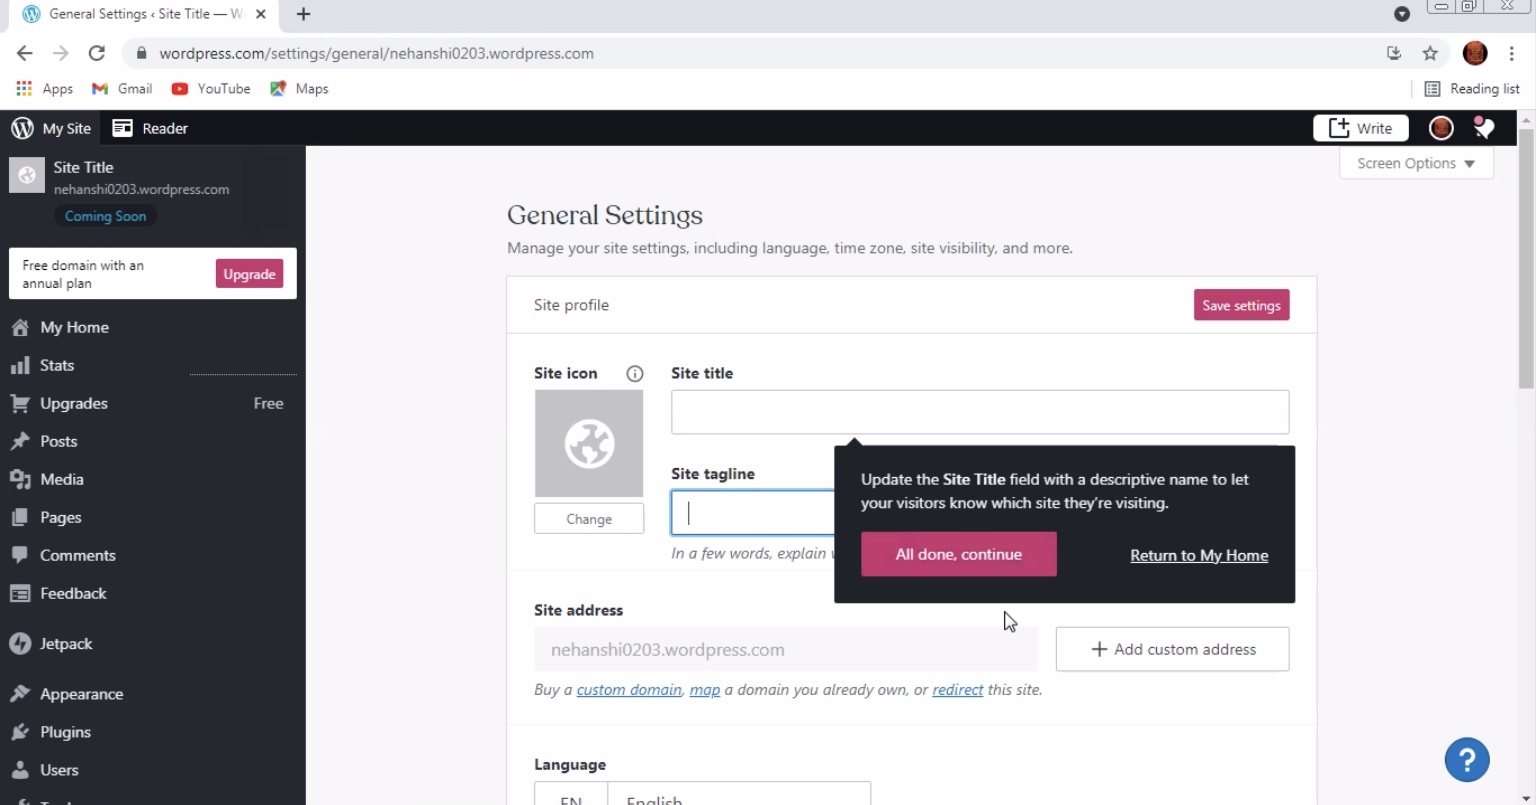 General Settings ‹ Site Title — W
wordpress.com/settings/general/nehanshi0203.wordpress.com
Apps Gmail YouTube Maps Reading list
My Site Reader Write
Site Title
nehanshi0203.wordpress.com
Coming Soon
Screen Options
Free domain with an
annual plan
Upgrade
My Home
Stats
Upgrades Free
Posts
Media
Pages
Comments
Feedback
Jetpack
Appearance
Plugins
Users
General Settings
Manage your site settings, including language, time zone, site visibility, and more.
Site profile Save settings
Site icon Site title
Change
Site tagline
In a few words, explain
Update the Site Title field with a descriptive name to let
your visitors know which site they're visiting.
All done, continue Return to My Home
Site address
nehanshi0203.wordpress.com + Add custom address
Buy a custom domain, map a domain you already own, or redirect this site.
Language
EN English
?